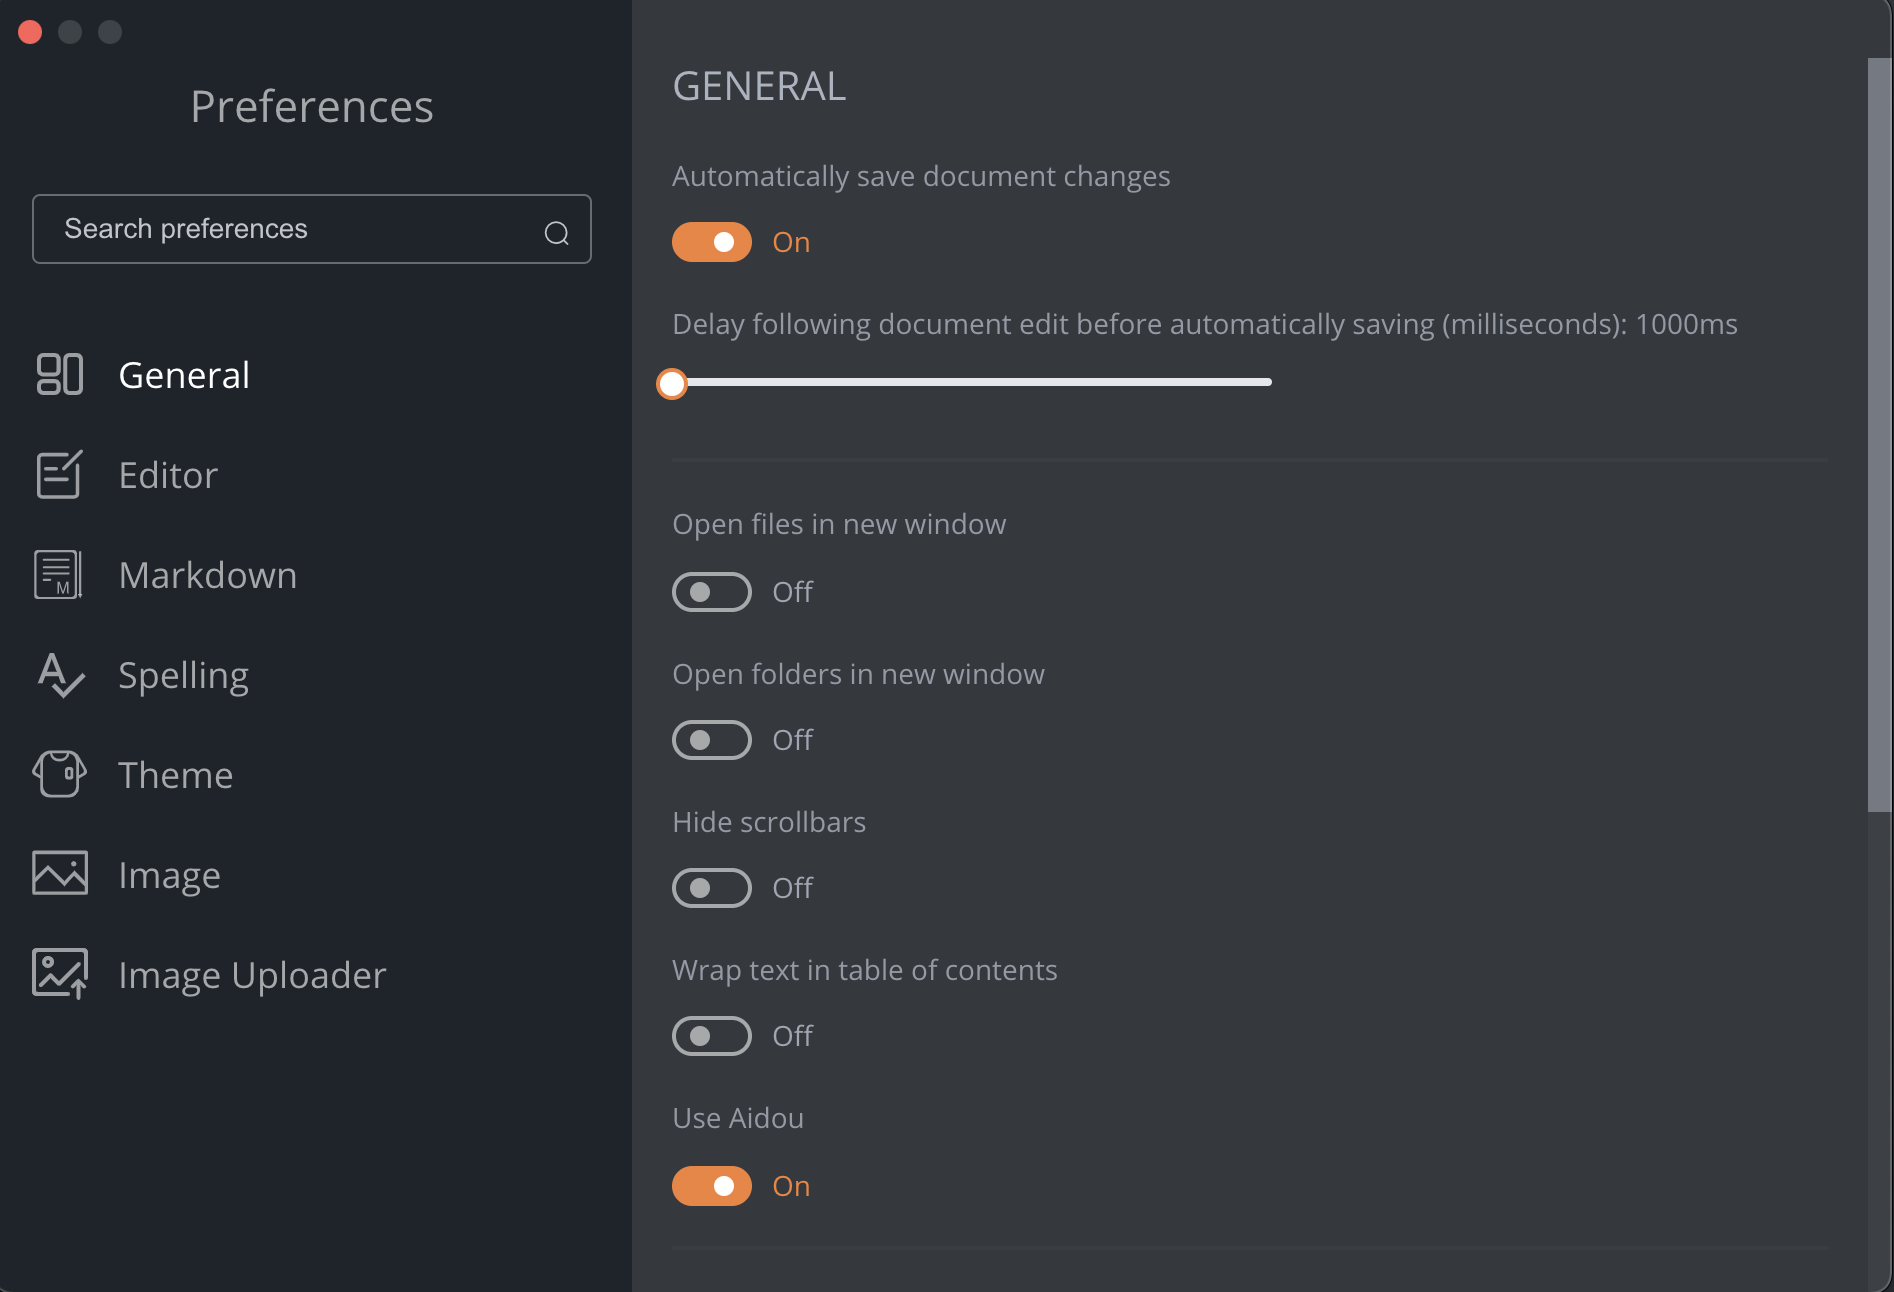 Preferences
Search preferences
General
Editor
M
Markdown
Spelling
Theme
Image
Image Uploader
GENERAL
Automatically save document changes
On
Delay following document edit before automatically saving (milliseconds): 1000ms
Open files in new window
Off
Open folders in new window
Off
Hide scrollbars
Off
Wrap text in table of contents
Off
Use Aidou
On